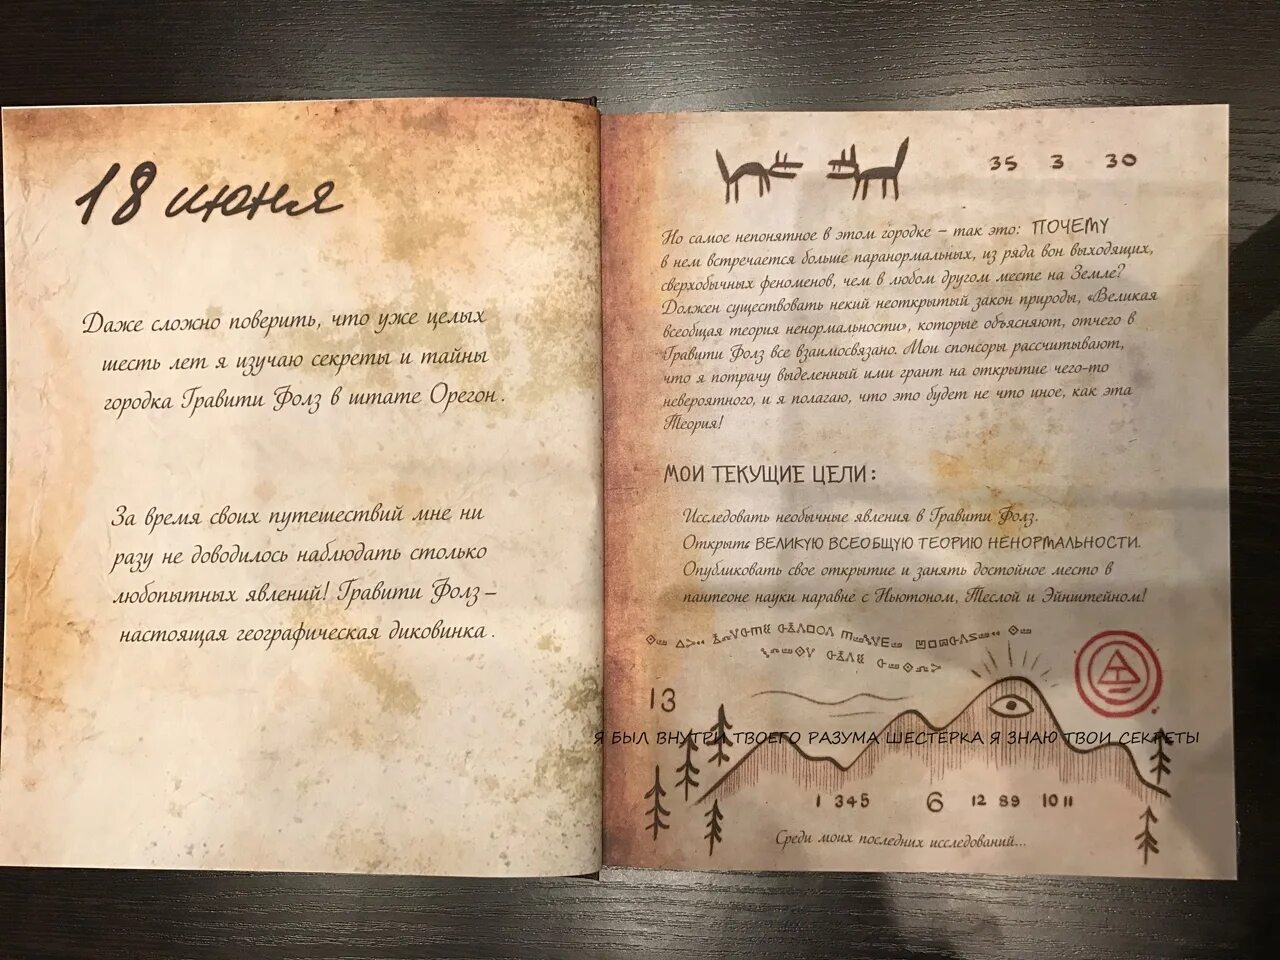 18 июня
Даже сложно поверить, что уже целых
шесть лет я изучаю секреты и тайны
городка Гравити Фолз в штате Орегон.
За время своих путешествий мне ни
разу не доводилось наблюдать столько
любопытных явлений! Гравити Фолз –
настоящая географическая диковинка.
35 3 30
Но самое непонятное в этом городке – так это: ПОЧЕМУ
в нем встречается больше паранормальных, из ряда вон выходящих,
сверхобычных феноменов, чем в любом другом месте на Земле?
Должен существовать некий неоткрытый закон природы, «Великая
всеобщая теория ненормальности», которые объясняют, отчего в
Гравити Фолз все взаимосвязано. Мои спонсоры рассчитывают,
что я потрачу выделенный ими грант на открытие чего-то
невероятного, и я полагаю, что это будет не что иное, как эта
Теория!
МОИ ТЕКУЩИЕ ЦЕЛИ:
Исследовать необычные явления в Гравити Фолз.
Открыть ВЕЛИКУЮ ВСЕОБЩУЮ ТЕОРИЮ НЕНОРМАЛЬНОСТИ.
Опубликовать свое открытие и занять достойное место в
пантеоне науки наравне с Ньютоном, Теслой и Эйнштейном!
13
Я БЫЛ ВНУТРИ ТВОЕГО РАЗУМА ШЕСТЕРКА Я ЗНАЮ ТВОИ СЕКРЕТЫ
1 345 6 12 89 10 11
Среди моих последних исследований...